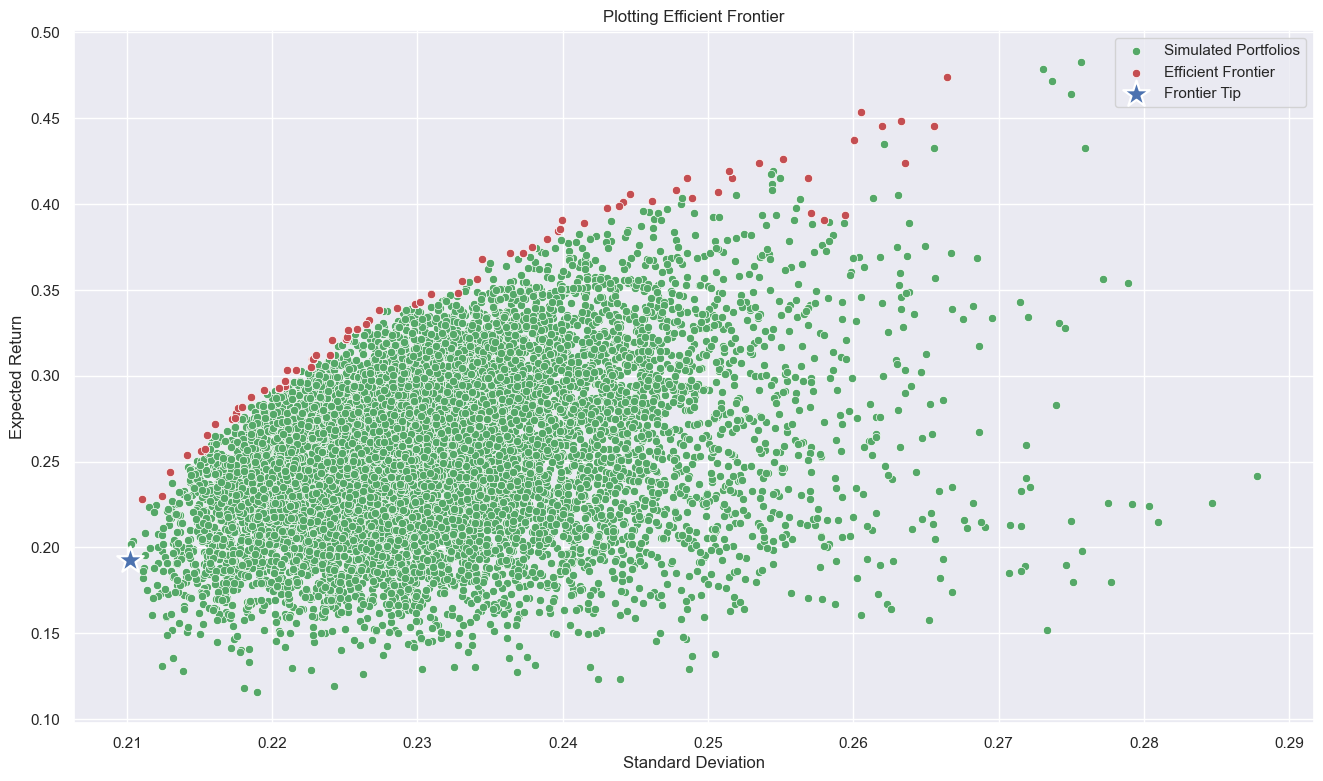 Plotting Efficient Frontier
Simulated Portfolios
Efficient Frontier
Frontier Tip
Expected Return
0.50
0.45
0.40
0.35
0.30
0.25
0.20
0.15
0.10
0.21 0.22 0.23 0.24 0.25 0.26 0.27 0.28 0.29
Standard Deviation